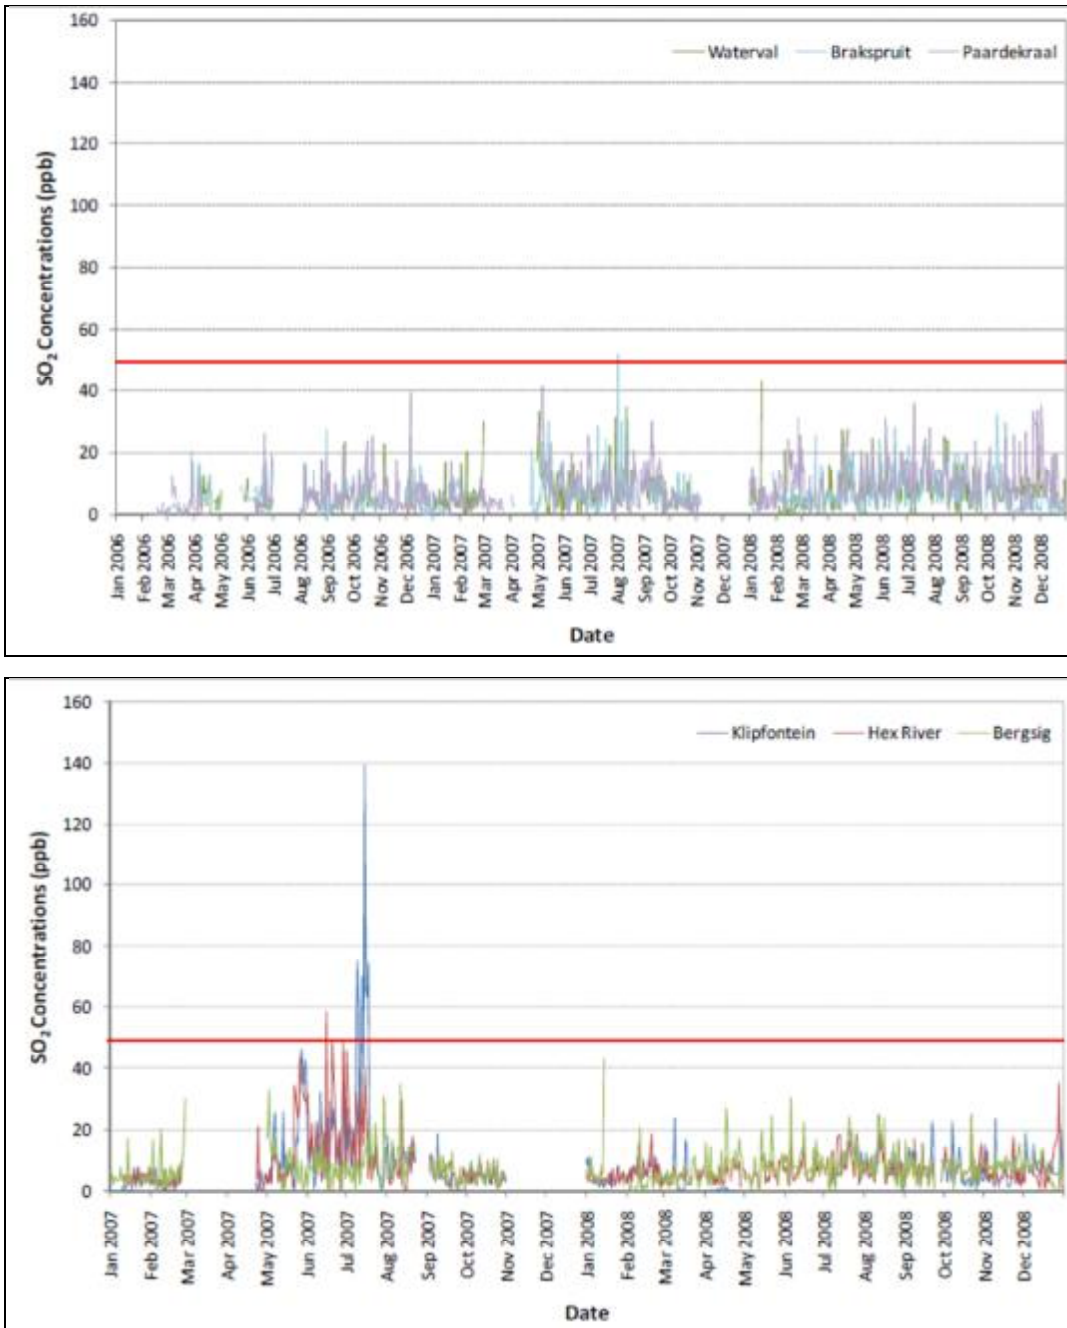 160
140
120
100
80
60
40
20
0
SO₂ Concentrations (ppb)
Waterval Brakspruit Paardekraal
Jan 2006
Feb 2006
Mar 2006
Apr 2006
May 2006
Jun 2006
Jul 2006
Aug 2006
Sep 2006
Oct 2006
Nov 2006
Dec 2006
Jan 2007
Feb 2007
Mar 2007
Apr 2007
May 2007
Jun 2007
Jul 2007
Aug 2007
Sep 2007
Oct 2007
Nov 2007
Dec 2007
Jan 2008
Feb 2008
Mar 2008
Apr 2008
May 2008
Jun 2008
Jul 2008
Aug 2008
Sep 2008
Oct 2008
Nov 2008
Dec 2008
Date
160
140
120
100
80
60
40
20
0
SO₂ Concentrations (ppb)
Klipfontein Hex River Bergsig
Jan 2007
Feb 2007
Mar 2007
Apr 2007
May 2007
Jun 2007
Jul 2007
Aug 2007
Sep 2007
Oct 2007
Nov 2007
Dec 2007
Jan 2008
Feb 2008
Mar 2008
Apr 2008
May 2008
Jun 2008
Jul 2008
Aug 2008
Sep 2008
Oct 2008
Nov 2008
Dec 2008
Date